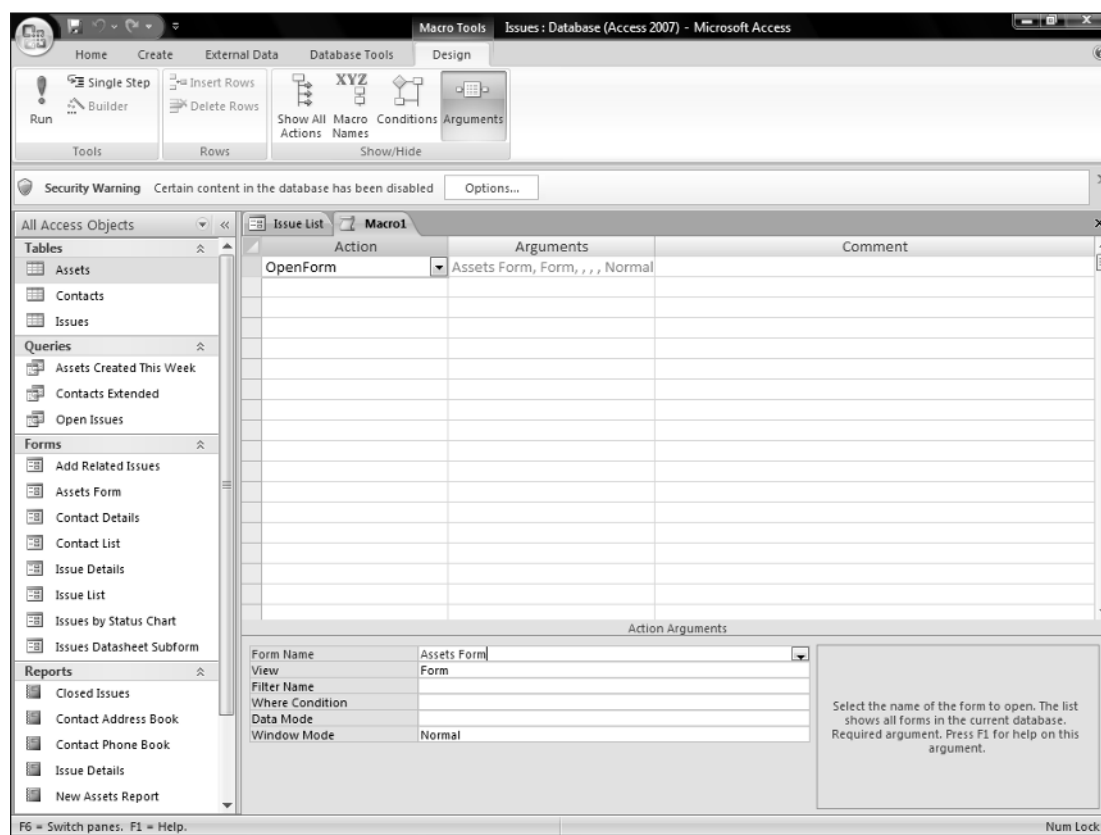 Macro Tools Issues : Database (Access 2007) - Microsoft Access
Home Create External Data Database Tools Design
Run
Single Step
Builder
Tools
Insert Rows
Delete Rows
Rows
Show All Actions
XYZ
Macro Names
Conditions
Arguments
Show/Hide
Security Warning Certain content in the database has been disabled Options...
All Access Objects
Tables
Assets
Contacts
Issues
Queries
Assets Created This Week
Contacts Extended
Open Issues
Forms
Add Related Issues
Assets Form
Contact Details
Contact List
Issue Details
Issue List
Issues by Status Chart
Issues Datasheet Subform
Reports
Closed Issues
Contact Address Book
Contact Phone Book
Issue Details
New Assets Report
Issue List Macro1
Action Arguments Comment
OpenForm Assets Form, Form, , , , Normal
Action Arguments
Form Name Assets Form
View Form
Filter Name
Where Condition
Data Mode
Window Mode Normal
Select the name of the form to open. The list
shows all forms in the current database.
Required argument. Press F1 for help on this
argument.
F6 = Switch panes. F1 = Help. Num Lock